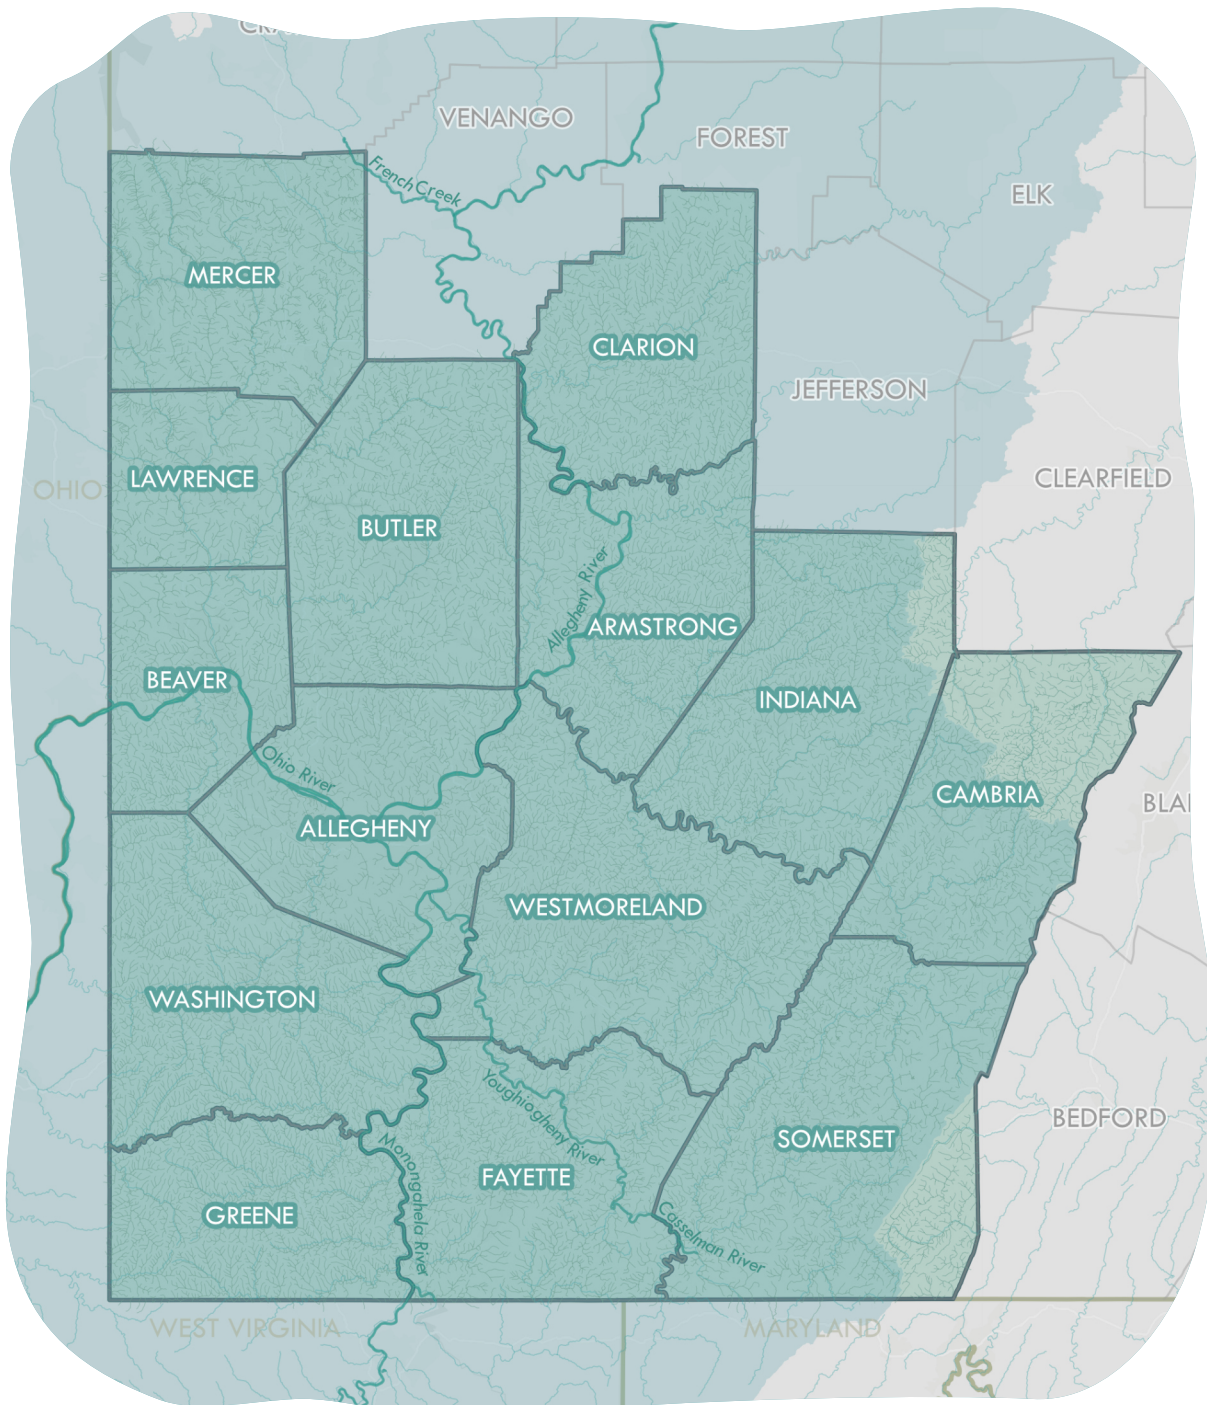 VENANGO
FOREST
French Creek
ELK
MERCER
CLARION
JEFFERSON
OHIO
LAWRENCE
CLEARFIELD
BUTLER
Allegheny River
ARMSTRONG
BEAVER
INDIANA
Ohio River
CAMBRIA
ALLEGHENY
WESTMORELAND
WASHINGTON
Youghiogheny River
BEDFORD
SOMERSET
Monongahela River
FAYETTE
GREENE
Casselman River
WEST VIRGINIA
MARYLAND